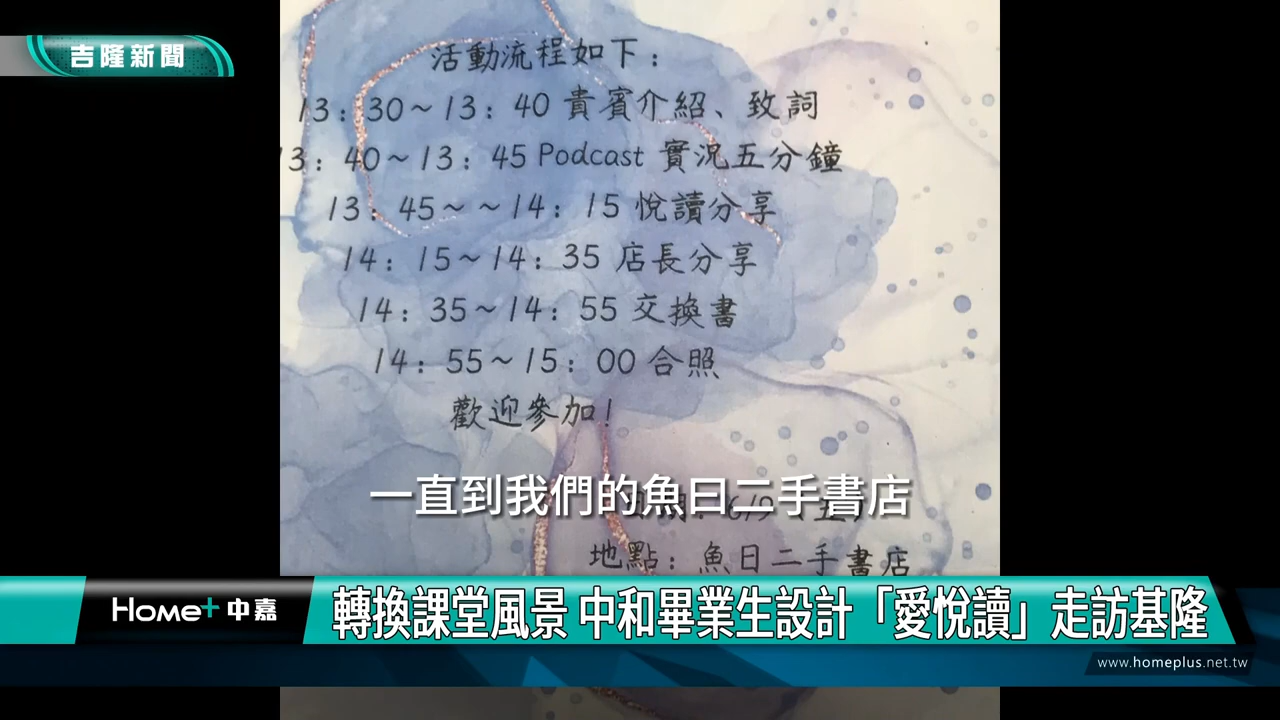 吉隆新聞
活動流程如下：
13：30～13：40 貴賓介紹、致詞
13：40～13：45 Podcast 實況五分鐘
13：45～～14：15 悅讀分享
14：15～14：35 店長分享
14：35～14：55 交換書
14：55～15：00 合照
歡迎參加！
一直到我們的魚曰二手書店
地點：魚日二手書店
Home+ 中嘉
轉換課堂風景 中和畢業生設計「愛悅讀」走訪基隆
www.homeplus.net.tw